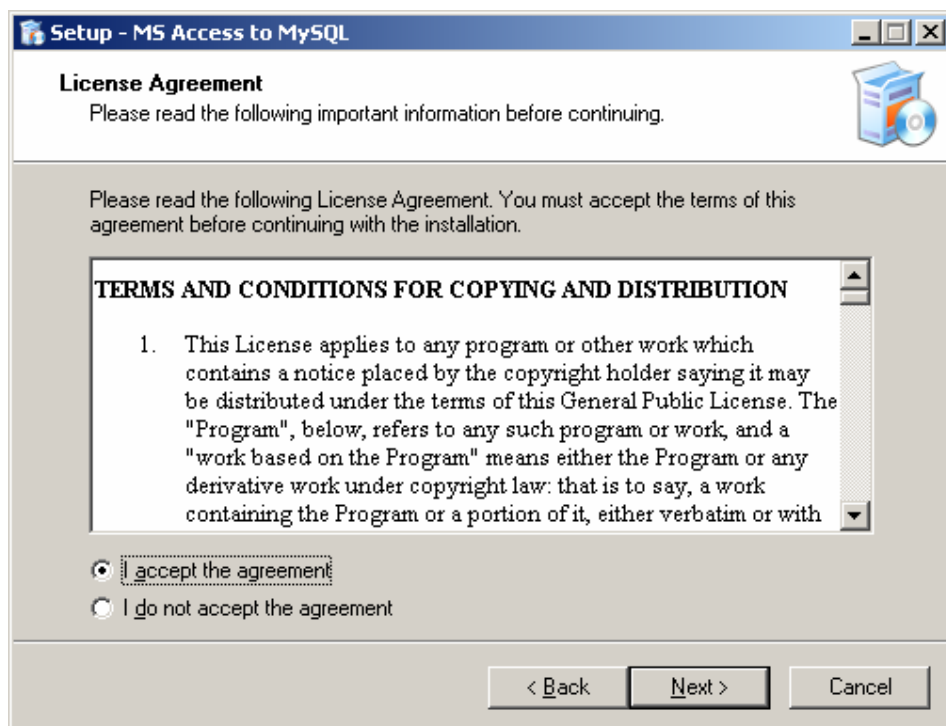 Setup - MS Access to MySQL
License Agreement
Please read the following important information before continuing.
Please read the following License Agreement. You must accept the terms of this
agreement before continuing with the installation.
TERMS AND CONDITIONS FOR COPYING AND DISTRIBUTION
1. This License applies to any program or other work which
contains a notice placed by the copyright holder saying it may
be distributed under the terms of this General Public License. The
"Program", below, refers to any such program or work, and a
"work based on the Program" means either the Program or any
derivative work under copyright law: that is to say, a work
containing the Program or a portion of it, either verbatim or with
I accept the agreement
I do not accept the agreement
< Back Next > Cancel